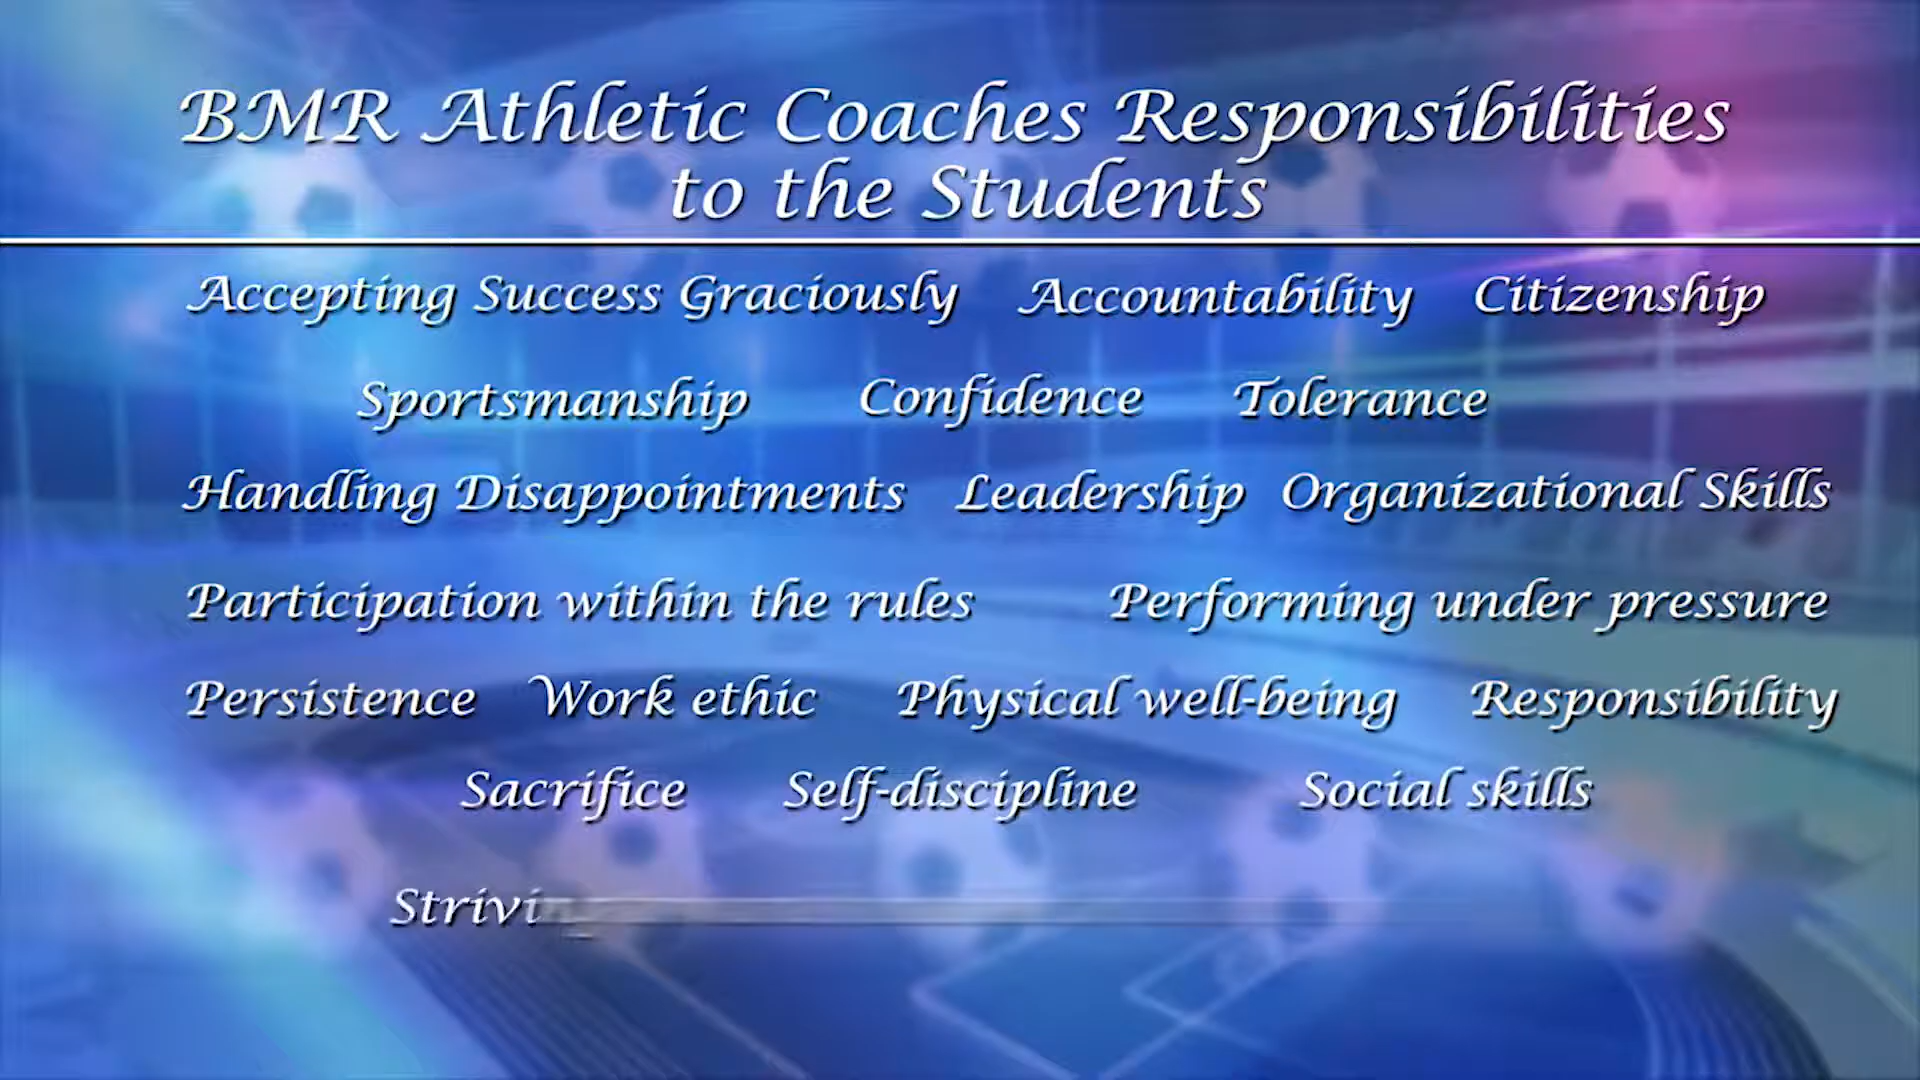 BMR Athletic Coaches Responsibilities
to the Students
Accepting Success Graciously Accountability Citizenship
Sportsmanship Confidence Tolerance
Handling Disappointments Leadership Organizational Skills
Participation within the rules Performing under pressure
Persistence Work ethic Physical well-being Responsibility
Sacrifice Self-discipline Social skills